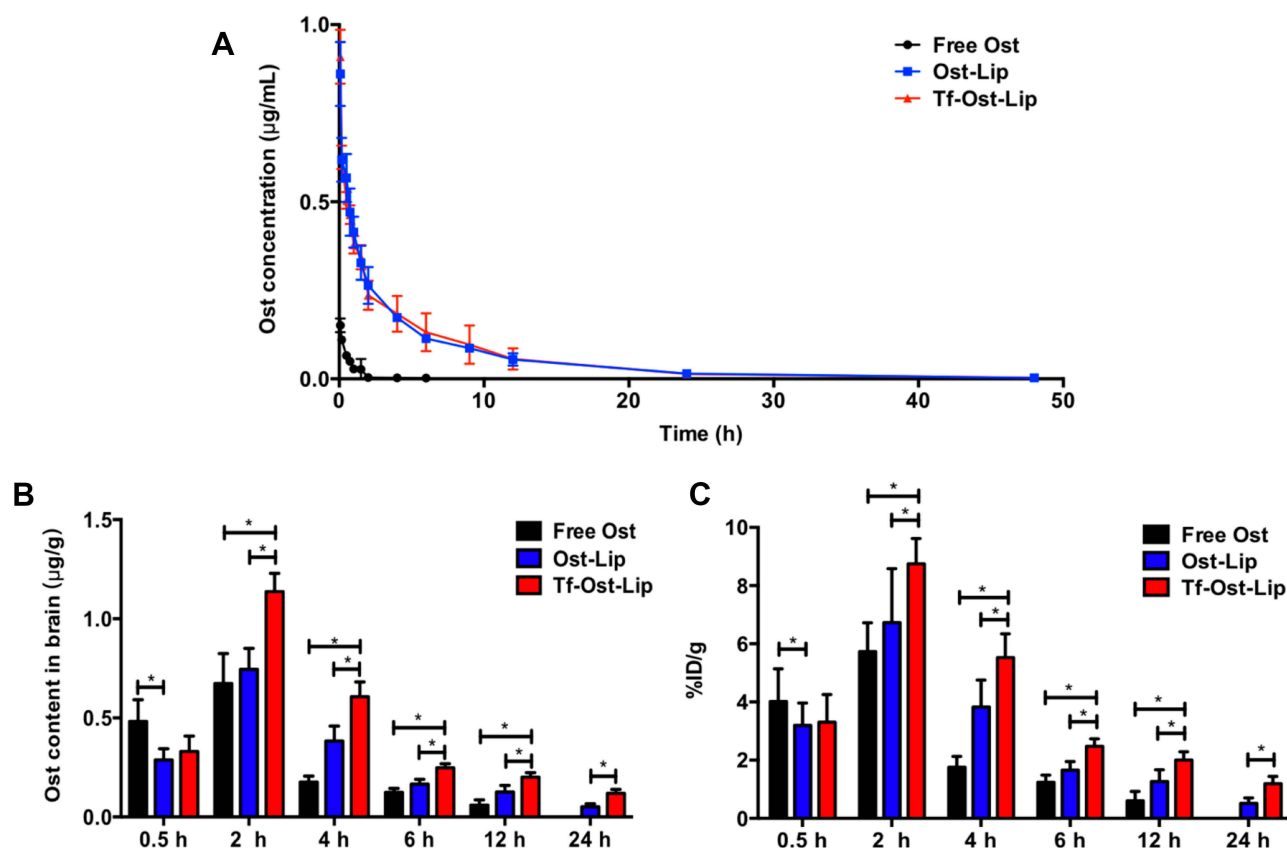 A
Ost concentration (µg/mL)
1.0
0.5
0.0
0 10 20 30 40 50
Time (h)
Free Ost
Ost-Lip
Tf-Ost-Lip
B
Ost content in brain (µg/g)
1.5
1.0
0.5
0.0
* * * * * * * * * * *
0.5 h 2 h 4 h 6 h 12 h 24 h
Free Ost
Ost-Lip
Tf-Ost-Lip
C
%ID/g
10
8
6
4
2
0
* * * * * * * * * *
0.5 h 2 h 4 h 6 h 12 h 24 h
Free Ost
Ost-Lip
Tf-Ost-Lip